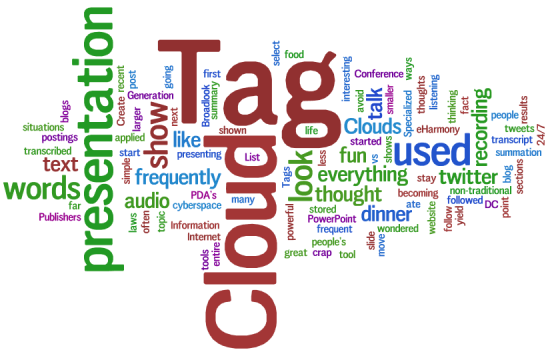 Tag
Cloud
presentation
used
words
show
look
Clouds
talk
recording
twitter
everything
thought
fun
dinner
like
frequently
audio
text
select
food
going
first
Broadlook
summary
recent
post
Create
Generation
larger
next
applied
shown
life
List
presenting
start
simple
many
PDA's
cyberspace
laws
often
topic
Information
Internet
tools
entire
blogs
situations
postings
transcribed
far
Publishers
interesting
Conference
ways
avoid
smaller
Specialized
thoughts
listening
started
vs
shows
eHarmony
thinking
fact
people
results
tweets
24/7
transcript
summation
blog
sections
stay
non-traditional
becoming
followed
DC
point
ate
website
follow
yield
wondered
slide
move
less
Tags
powerful
stored
PowerPoint
frequent
people's
great
crap
tool